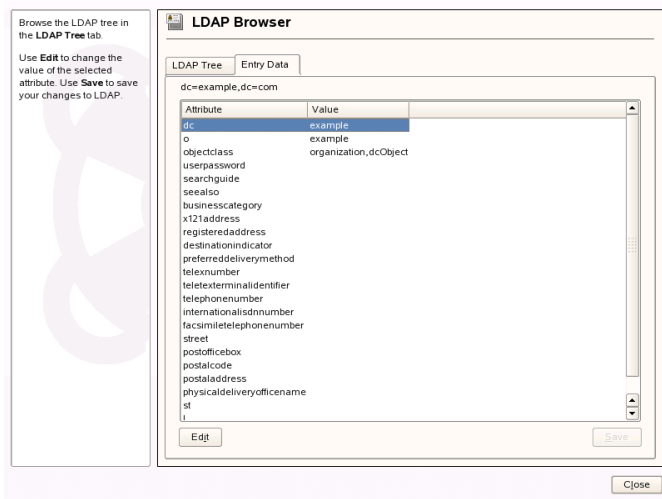 Browse the LDAP tree in
the LDAP Tree tab.
Use Edit to change the
value of the selected
attribute. Use Save to save
your changes to LDAP.
LDAP Browser
LDAP Tree Entry Data
dc=example,dc=com
Attribute Value
dc example
o example
objectclass organization,dcObject
userpassword
searchguide
seealso
businesscategory
x121address
registeredaddress
destinationindicator
preferreddeliverymethod
telexnumber
teletexterminalidentifier
telephonenumber
internationalisdnnumber
facsimiletelephonenumber
street
postofficebox
postalcode
postaladdress
physicaldeliveryofficename
st
l
Edit Save
Close